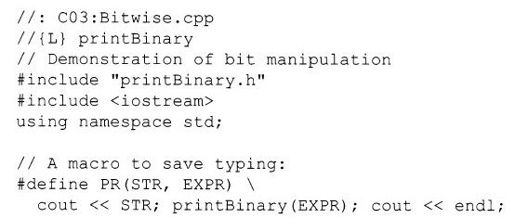 //: C03:Bitwise.cpp
//{L} printBinary
// Demonstration of bit manipulation
#include "printBinary.h"
#include <iostream>
using namespace std;

// A macro to save typing:
#define PR(STR, EXPR) \
  cout << STR; printBinary(EXPR); cout << endl;